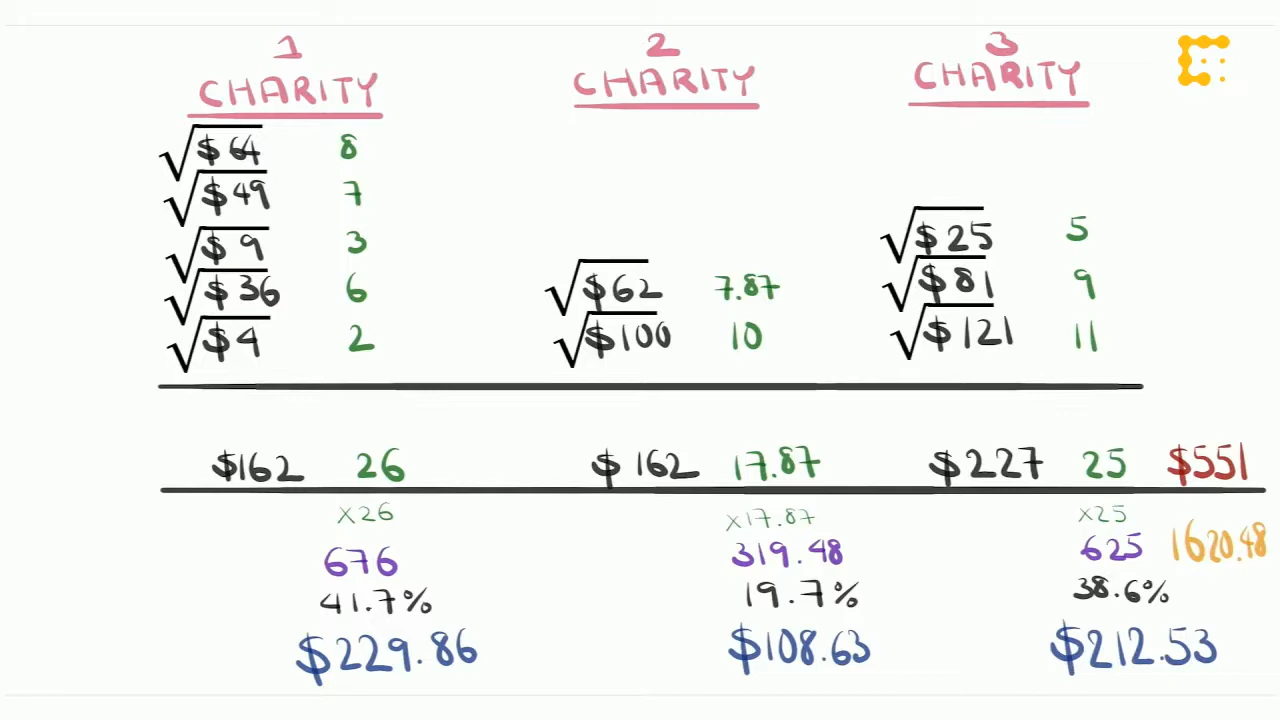 1 2 3
CHARITY CHARITY CHARITY
√$64 8
√$49 7
√$9 3 √$25 5
√$36 6 √$62 7.87 √$81 9
√$4 2 √$100 10 √$121 11
$162 26 $162 17.87 $227 25 $551
x26 x17.87 x25
676 319.48 625 1620.48
41.7% 19.7% 38.6%
$229.86 $108.63 $212.53